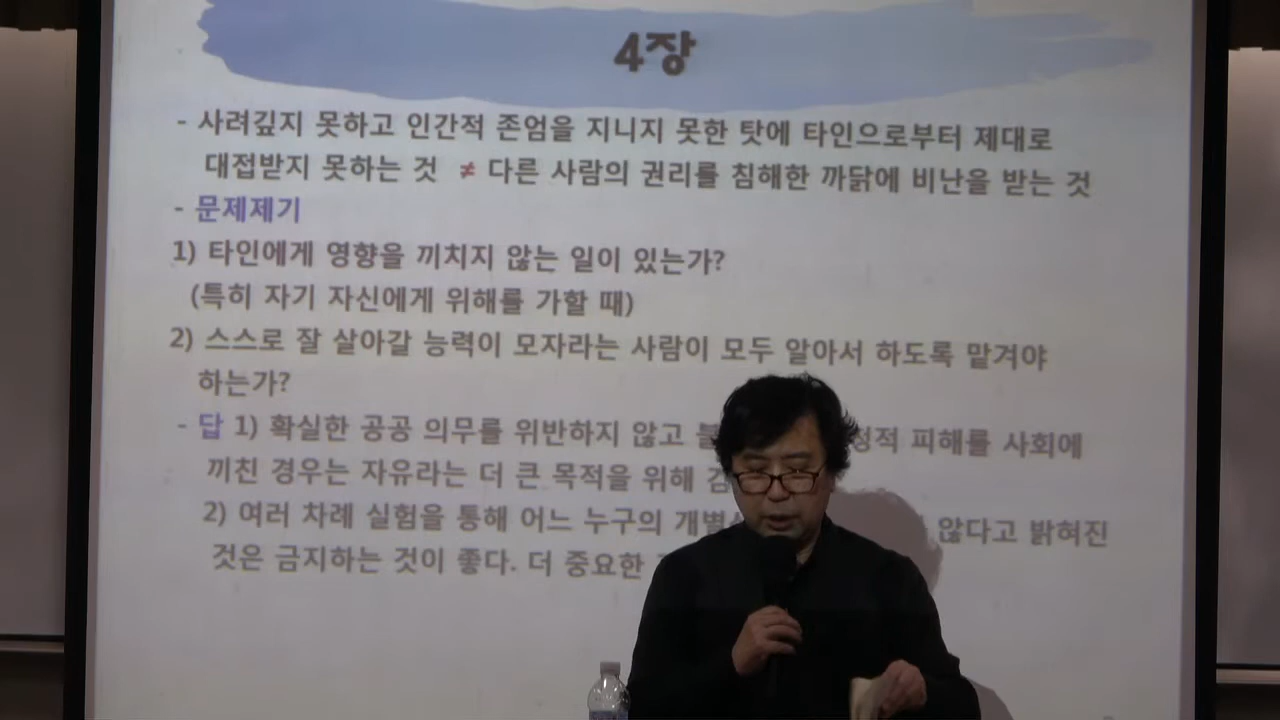 4장
- 사려깊지 못하고 인간적 존엄을 지니지 못한 탓에 타인으로부터 제대로
대접받지 못하는 것 ≠ 다른 사람의 권리를 침해한 까닭에 비난을 받는 것
- 문제제기
1) 타인에게 영향을 끼치지 않는 일이 있는가?
(특히 자기 자신에게 위해를 가할 때)
2) 스스로 잘 살아갈 능력이 모자라는 사람이 모두 알아서 하도록 맡겨야
하는가?
- 답 1) 확실한 공공 의무를 위반하지 않고 피해를 사회에
끼친 경우는 자유라는 더 큰 목적을 위해
2) 여러 차례 실험을 통해 어느 누구의 않다고 밝혀진
것은 금지하는 것이 좋다. 더 중요한